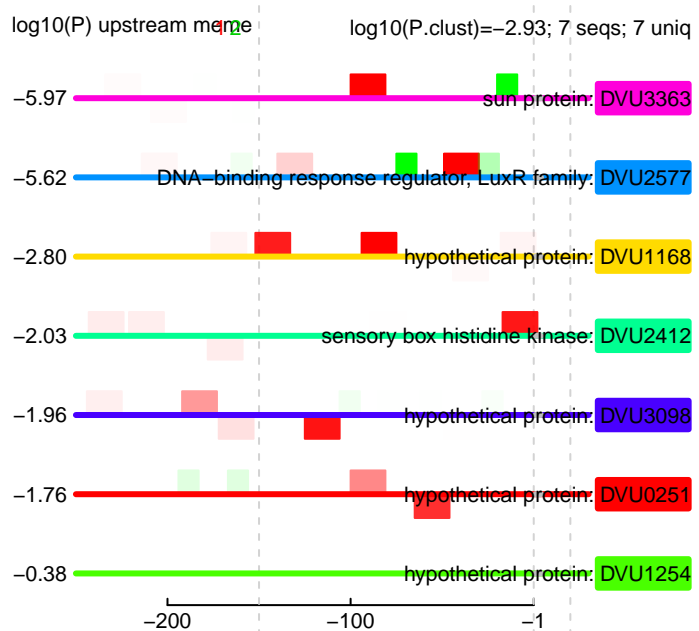 log10(P) upstream meme 1 2 log10(P.clust)=−2.93; 7 seqs; 7 uniq
−5.97 sun protein: DVU3363
−5.62 DNA−binding response regulator, LuxR family: DVU2577
−2.80 hypothetical protein: DVU1168
−2.03 sensory box histidine kinase: DVU2412
−1.96 hypothetical protein: DVU3098
−1.76 hypothetical protein: DVU0251
−0.38 hypothetical protein: DVU1254
−200 −100 −1